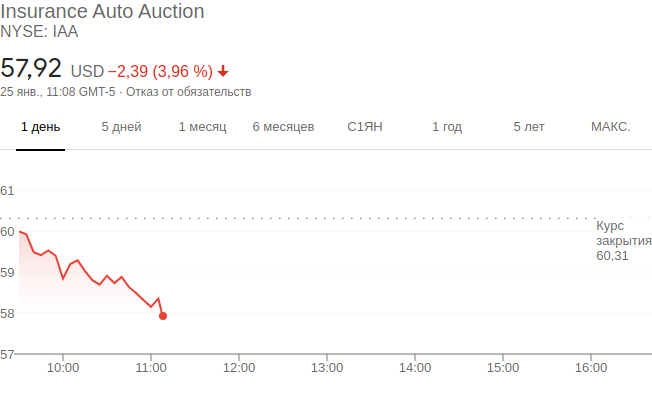 Insurance Auto Auction
NYSE: IAA
57,92 USD −2,39 (3,96 %)
25 янв., 11:08 GMT-5 · Отказ от обязательств
1 день 5 дней 1 месяц 6 месяцев С1ЯН 1 год 5 лет МАКС.
61
Курс
60
закрытия
60,31
59
58
57
10:00 11:00 12:00 13:00 14:00 15:00 16:00